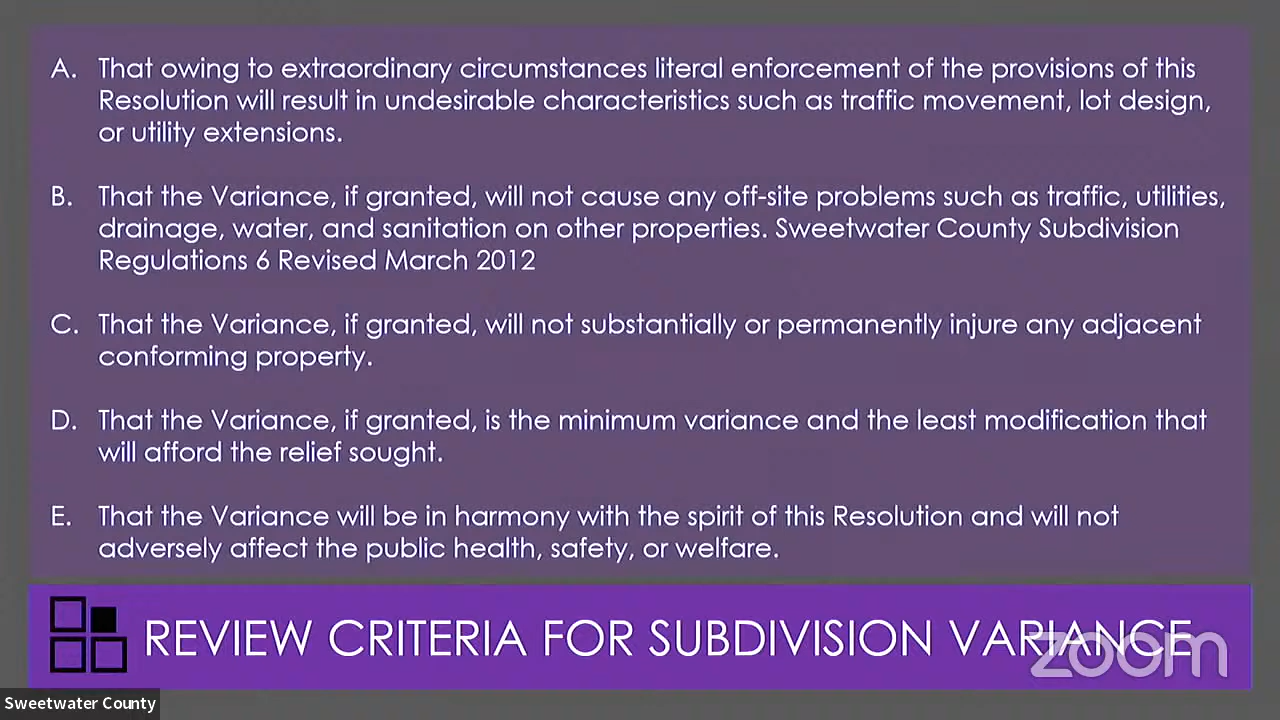 A. That owing to extraordinary circumstances literal enforcement of the provisions of this
Resolution will result in undesirable characteristics such as traffic movement, lot design,
or utility extensions.
B. That the Variance, if granted, will not cause any off-site problems such as traffic, utilities,
drainage, water, and sanitation on other properties. Sweetwater County Subdivision
Regulations 6 Revised March 2012
C. That the Variance, if granted, will not substantially or permanently injure any adjacent
conforming property.
D. That the Variance, if granted, is the minimum variance and the least modification that
will afford the relief sought.
E. That the Variance will be in harmony with the spirit of this Resolution and will not
adversely affect the public health, safety, or welfare.
REVIEW CRITERIA FOR SUBDIVISION VARIANCE
zoom
Sweetwater County